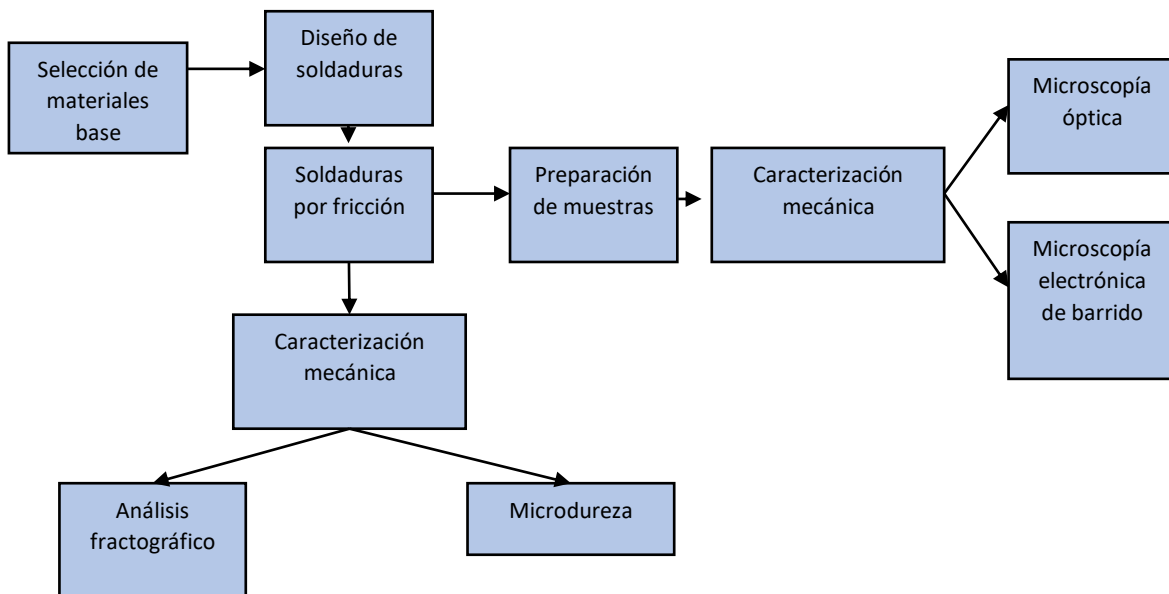 Selección de
materiales
base
Diseño de
soldaduras
Soldaduras
por fricción
Preparación
de muestras
Caracterización
mecánica
Microscopía
óptica
Microscopía
electrónica
de barrido
Caracterización
mecánica
Análisis
fractográfico
Microdureza